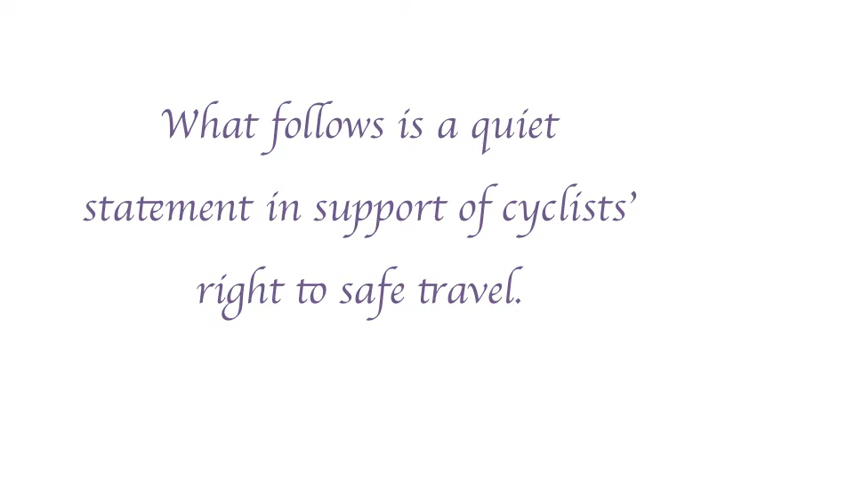 What follows is a quiet
statement in support of cyclists’
right to safe travel.